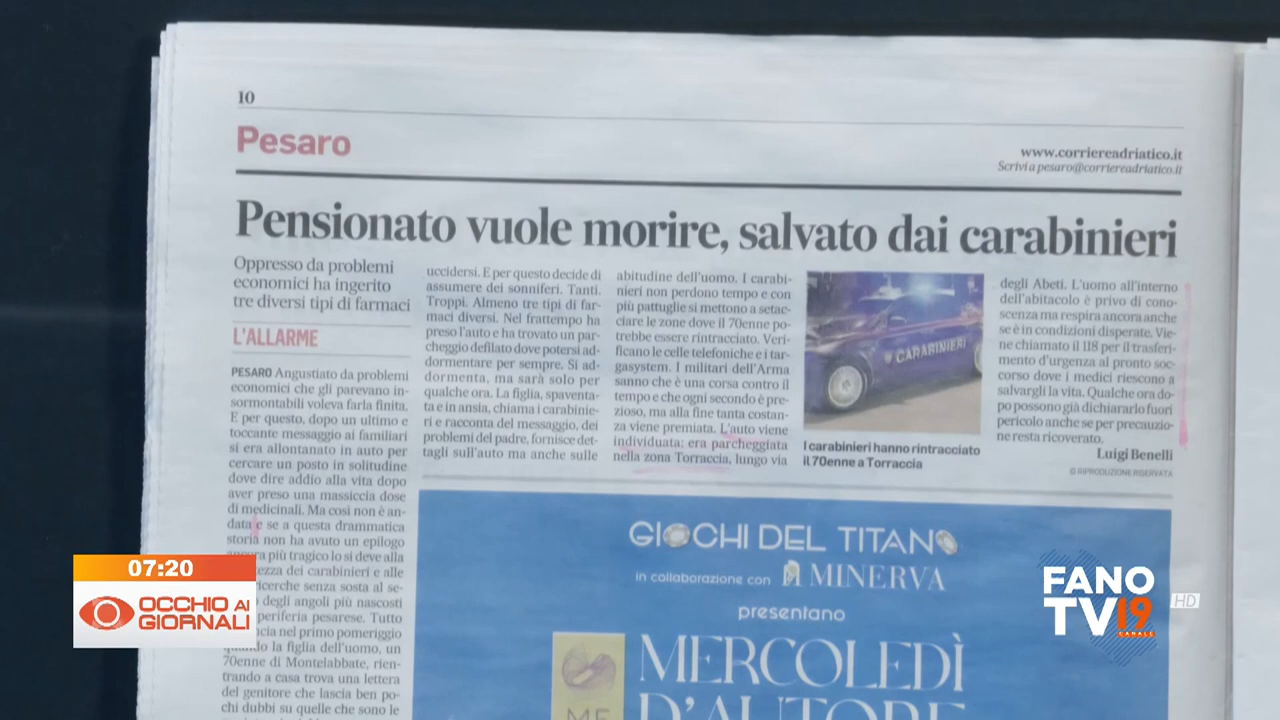 10
Pesaro
www.corriereadriatico.it
Scrivi a pesaro@corriereadriatico.it
Pensionato vuole morire, salvato dai carabinieri
Oppresso da problemi
economici ha ingerito
tre diversi tipi di farmaci
L'ALLARME
PESARO Angustiato da problemi
economici che gli parevano in-
sormontabili voleva farla finita.
E per questo, dopo un ultimo e
toccante messaggio ai familiari
si era allontanato in auto per
cercare un posto in solitudine
dove dire addio alla vita dopo
aver preso una massiccia dose
di medicinali. Ma così non è an-
data e se a questa drammatica
storia non ha avuto un epilogo
ancora più tragico lo si deve alla
tezza dei carabinieri e alle
ricerche senza sosta al se-
degli angoli più nascosti
periferia pesarese. Tutto
ncia nel primo pomeriggio
quando la figlia dell'uomo, un
70enne di Montelabbate, rien-
trando a casa trova una lettera
del genitore che lascia ben po-
chi dubbi su quelle che sono le
uccidersi. E per questo decide di
assumere dei sonniferi. Tanti.
Troppi. Almeno tre tipi di far-
maci diversi. Nel frattempo ha
preso l'auto e ha trovato un par-
cheggio defilato dove potersi ad-
dormentare per sempre. Si ad-
dormenta, ma sarà solo per
qualche ora. La figlia, spaventa-
ta e in ansia, chiama i carabinie-
ri e racconta del messaggio, dei
problemi del padre, fornisce det-
tagli sull'auto ma anche sulle
abitudine dell'uomo. I carabi-
nieri non perdono tempo e con
più pattuglie si mettono a setac-
ciare le zone dove il 70enne po-
trebbe essere rintracciato. Veri-
ficano le celle telefoniche e i tar-
gasystem. I militari dell'Arma
sanno che è una corsa contro il
tempo e che ogni secondo è pre-
zioso, ma alla fine tanta costan-
za viene premiata. L'auto viene
individuata: era parcheggiata
nella zona Torraccia, lungo via
CARABINIERI
I carabinieri hanno rintracciato
il 70enne a Torraccia
degli Abeti. L'uomo all'interno
dell'abitacolo è privo di cono-
scenza ma respira ancora anche
se è in condizioni disperate. Vie-
ne chiamato il 118 per il trasferi-
mento d'urgenza al pronto soc-
corso dove i medici riescono a
salvargli la vita. Qualche ora do-
po possono già dichiararlo fuori
pericolo anche se per precauzio-
ne resta ricoverato.
Luigi Benelli
© RIPRODUZIONE RISERVATA
GIOCHI DEL TITANO
in collaborazione con MINERVA
presentano
MERCOLEDÌ
D'AUTORE
ME
07:20
OCCHIO AI
GIORNALI
FANO
TV19
CANALE
HD